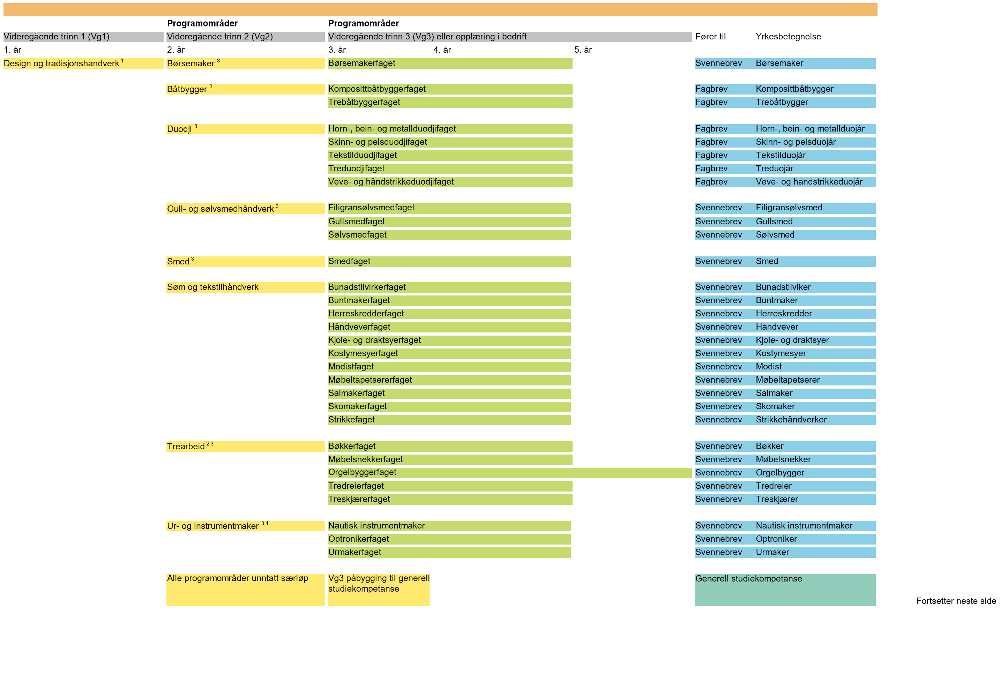 Programområder Programområder
Videregående trinn 1 (Vg1) Videregående trinn 2 (Vg2) Videregående trinn 3 (Vg3) eller opplæring i bedrift Fører til Yrkesbetegnelse
1. år 2. år 3. år 4. år 5. år
Design og tradisjonshåndverk 1 Børsemaker 3 Børsemakerfaget Svennebrev Børsemaker
Båtbygger 3 Komposittbåtbyggerfaget Fagbrev Komposittbåtbygger
Trebåtbyggerfaget Fagbrev Trebåtbygger
Duodji 3 Horn-, bein- og metallduodjifaget Fagbrev Horn-, bein- og metallduojár
Skinn- og pelsduodjifaget Fagbrev Skinn- og pelsduojár
Tekstilduodjifaget Fagbrev Tekstilduojár
Treduodjifaget Fagbrev Treduojár
Veve- og håndstrikkeduodjifaget Fagbrev Veve- og håndstrikkeduojár
Gull- og sølvsmedhåndverk 3 Filigransølvsmedfaget Svennebrev Filigransølvsmed
Gullsmedfaget Svennebrev Gullsmed
Sølvsmedfaget Svennebrev Sølvsmed
Smed 3 Smedfaget Svennebrev Smed
Søm og tekstilhåndverk Bunadstilvirkerfaget Svennebrev Bunadstilviker
Buntmakerfaget Svennebrev Buntmaker
Herreskredderfaget Svennebrev Herreskredder
Håndveverfaget Svennebrev Håndvever
Kjole- og draktsyerfaget Svennebrev Kjole- og draktsyer
Kostymesyerfaget Svennebrev Kostymesyer
Modistfaget Svennebrev Modist
Møbeltapetsererfaget Svennebrev Møbeltapetserer
Salmakerfaget Svennebrev Salmaker
Skomakerfaget Svennebrev Skomaker
Strikkefaget Svennebrev Strikkehåndverker
Trearbeid 2,3 Bøkkerfaget Svennebrev Bøkker
Møbelsnekkerfaget Svennebrev Møbelsnekker
Orgelbyggerfaget Svennebrev Orgelbygger
Tredreierfaget Svennebrev Tredreier
Treskjærerfaget Svennebrev Treskjærer
Ur- og instrumentmaker 3,4 Nautisk instrumentmaker Svennebrev Nautisk instrumentmaker
Optronikerfaget Svennebrev Optroniker
Urmakerfaget Svennebrev Urmaker
Alle programområder unntatt særløp Vg3 påbygging til generell Generell studiekompetanse
studiekompetanse
Fortsetter neste side